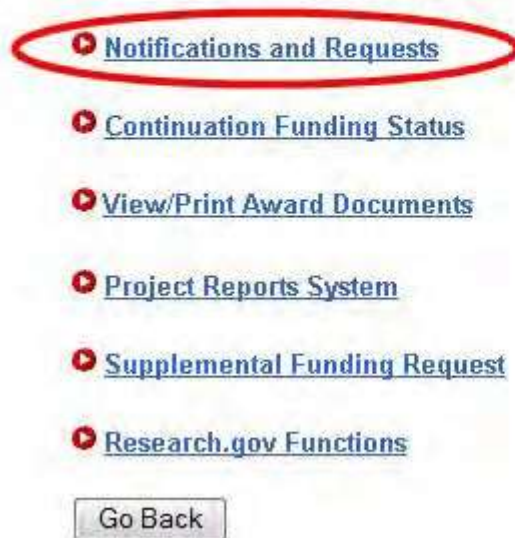 Notifications and Requests
Continuation Funding Status
View/Print Award Documents
Project Reports System
Supplemental Funding Request
Research.gov Functions
Go Back